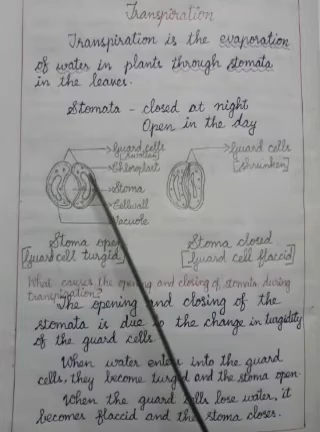 Transpiration
Transpiration is the evaporation
of water in plants through stomata
in the leaves.
Stomata - closed at night
Open in the day
Guard cells
[swollen]
Chloroplast
Stoma
Cellwall
Vacuole
Guard cells
[shrunken]
Stoma open
[Guard cell turgid]
Stoma closed
[Guard cell flaccid]
What causes the opening and closing of stomata during
transpiration?
The opening and closing of the
stomata is due to the change in turgidity
of the guard cells
When water enters into the guard
cells, they become turgid and the stoma open.
When the guard cells lose water, it
becomes flaccid and the stoma closes.